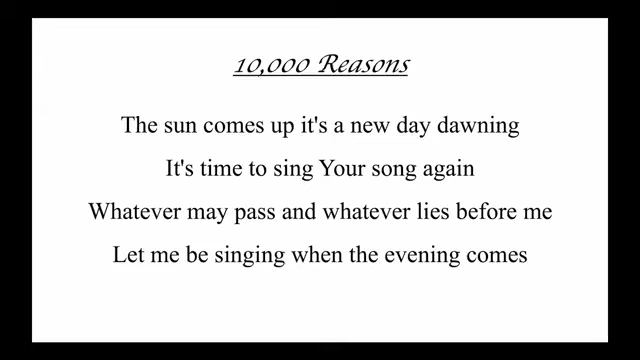 10,000 Reasons
The sun comes up it's a new day dawning
It's time to sing Your song again
Whatever may pass and whatever lies before me
Let me be singing when the evening comes